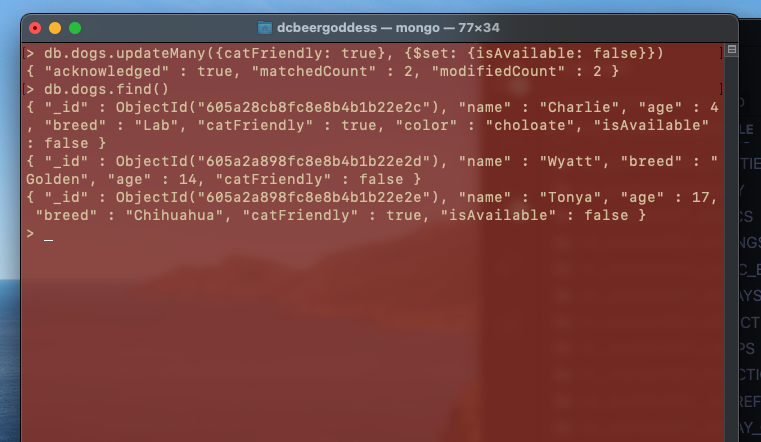 dcbeergoddess — mongo — 77×34
[> db.dogs.updateMany({catFriendly: true}, {$set: {isAvailable: false}}) ]
{ "acknowledged" : true, "matchedCount" : 2, "modifiedCount" : 2 }
[> db.dogs.find() ]
{ "_id" : ObjectId("605a28cb8fc8e8b4b1b22e2c"), "name" : "Charlie", "age" : 4
, "breed" : "Lab", "catFriendly" : true, "color" : "choloate", "isAvailable"
: false }
{ "_id" : ObjectId("605a2a898fc8e8b4b1b22e2d"), "name" : "Wyatt", "breed" : "
Golden", "age" : 14, "catFriendly" : false }
{ "_id" : ObjectId("605a2a898fc8e8b4b1b22e2e"), "name" : "Tonya", "age" : 17,
 "breed" : "Chihuahua", "catFriendly" : true, "isAvailable" : false }
> _